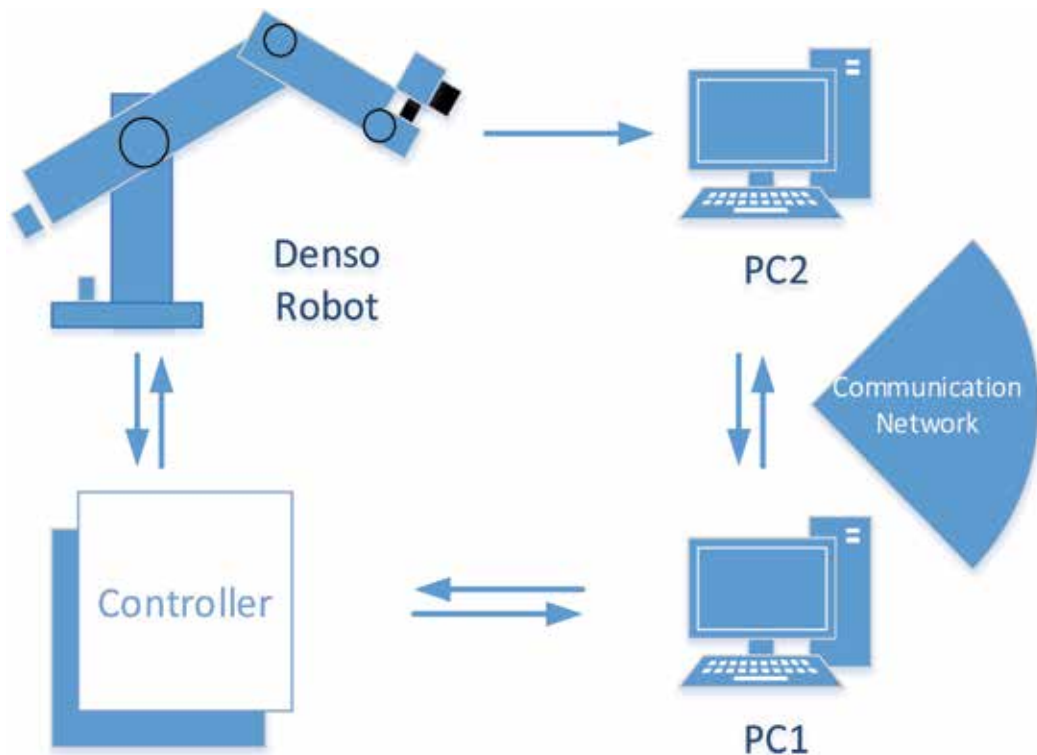 Denso
Robot
PC2
Communication
Network
Controller
PC1